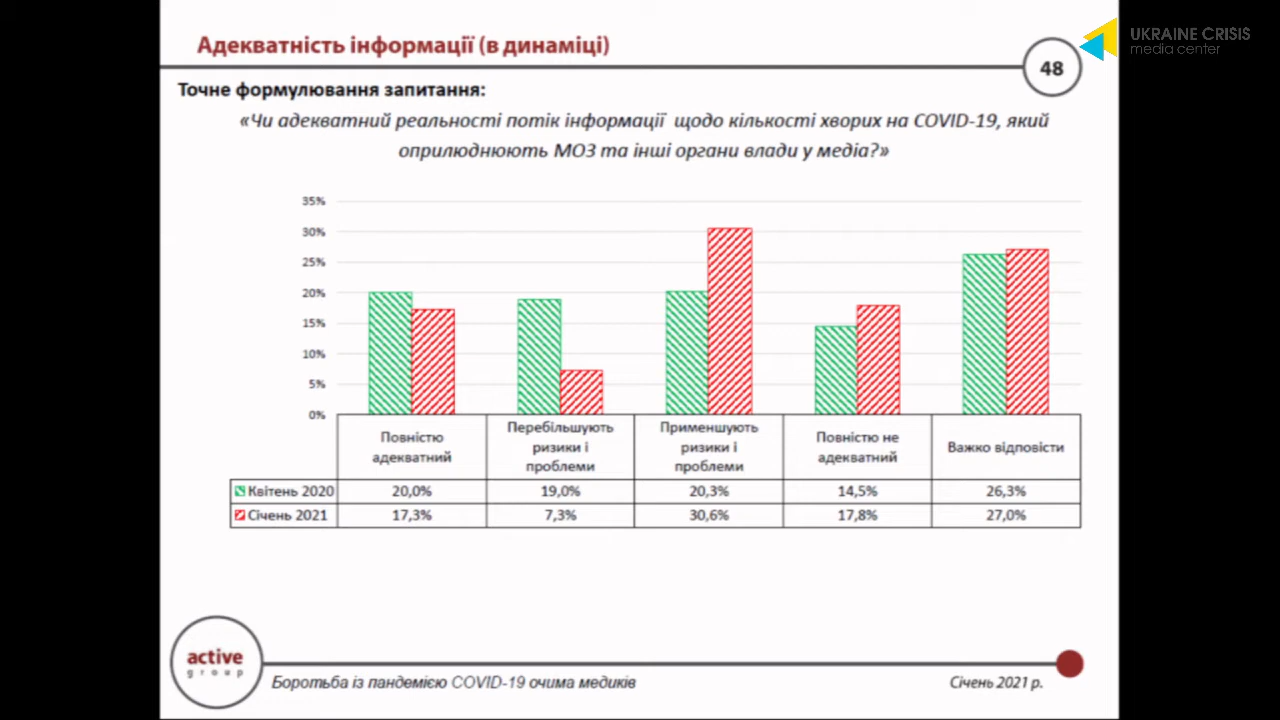 Адекватність інформації (в динаміці)
UKRAINE CRISIS
media center
48
Точне формулювання запитання:
«Чи адекватний реальності потік інформації щодо кількості хворих на COVID-19, який
оприлюднюють МОЗ та інші органи влади у медіа?»
35%
30%
25%
20%
15%
10%
5%
0%
Повністю
адекватний
Перебільшують
ризики і
проблеми
Применшують
ризики і
проблеми
Повністю не
адекватний
Важко відповісти
Квітень 2020 20,0% 19,0% 20,3% 14,5% 26,3%
Січень 2021 17,3% 7,3% 30,6% 17,8% 27,0%
active
group
Боротьба із пандемією COVID-19 очима медиків
Січень 2021 р.